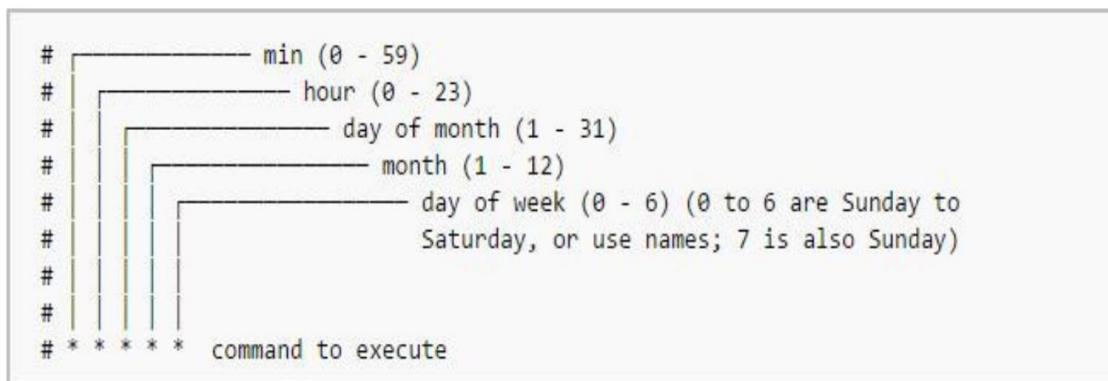 # ┌───────────── min (0 - 59)
# │ ┌────────────── hour (0 - 23)
# │ │ ┌─────────────── day of month (1 - 31)
# │ │ │ ┌──────────────── month (1 - 12)
# │ │ │ │ ┌───────────────── day of week (0 - 6) (0 to 6 are Sunday to
# │ │ │ │ │                  Saturday, or use names; 7 is also Sunday)
# │ │ │ │ │
# │ │ │ │ │
# * * * * *  command to execute